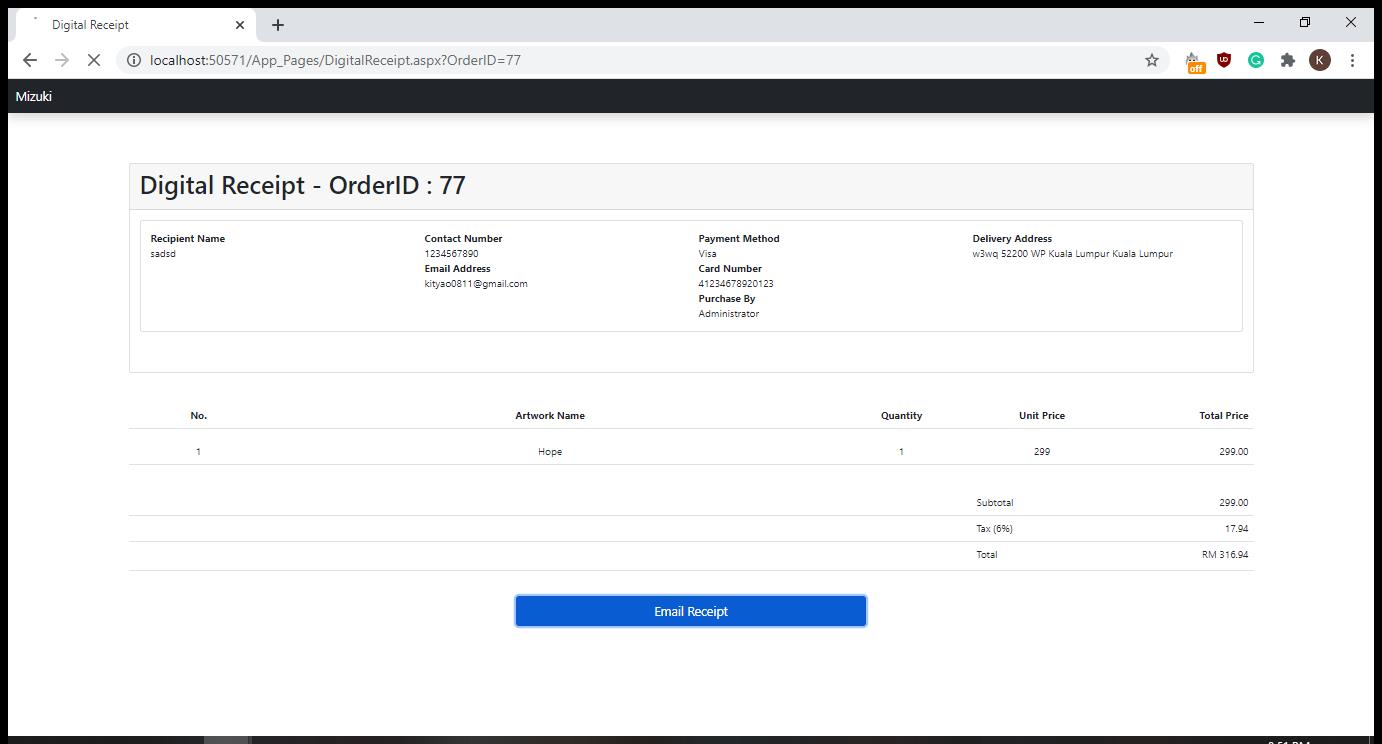 Digital Receipt
localhost:50571/App_Pages/DigitalReceipt.aspx?OrderID=77
off
UD
G
K
Mizuki
Digital Receipt - OrderID : 77
Recipient Name
sadsd
Contact Number
1234567890
Email Address
kityao0811@gmail.com
Payment Method
Visa
Card Number
41234678920123
Purchase By
Administrator
Delivery Address
w3wq 52200 WP Kuala Lumpur Kuala Lumpur
No. Artwork Name Quantity Unit Price Total Price
1 Hope 1 299 299.00
Subtotal 299.00
Tax (6%) 17.94
Total RM 316.94
Email Receipt